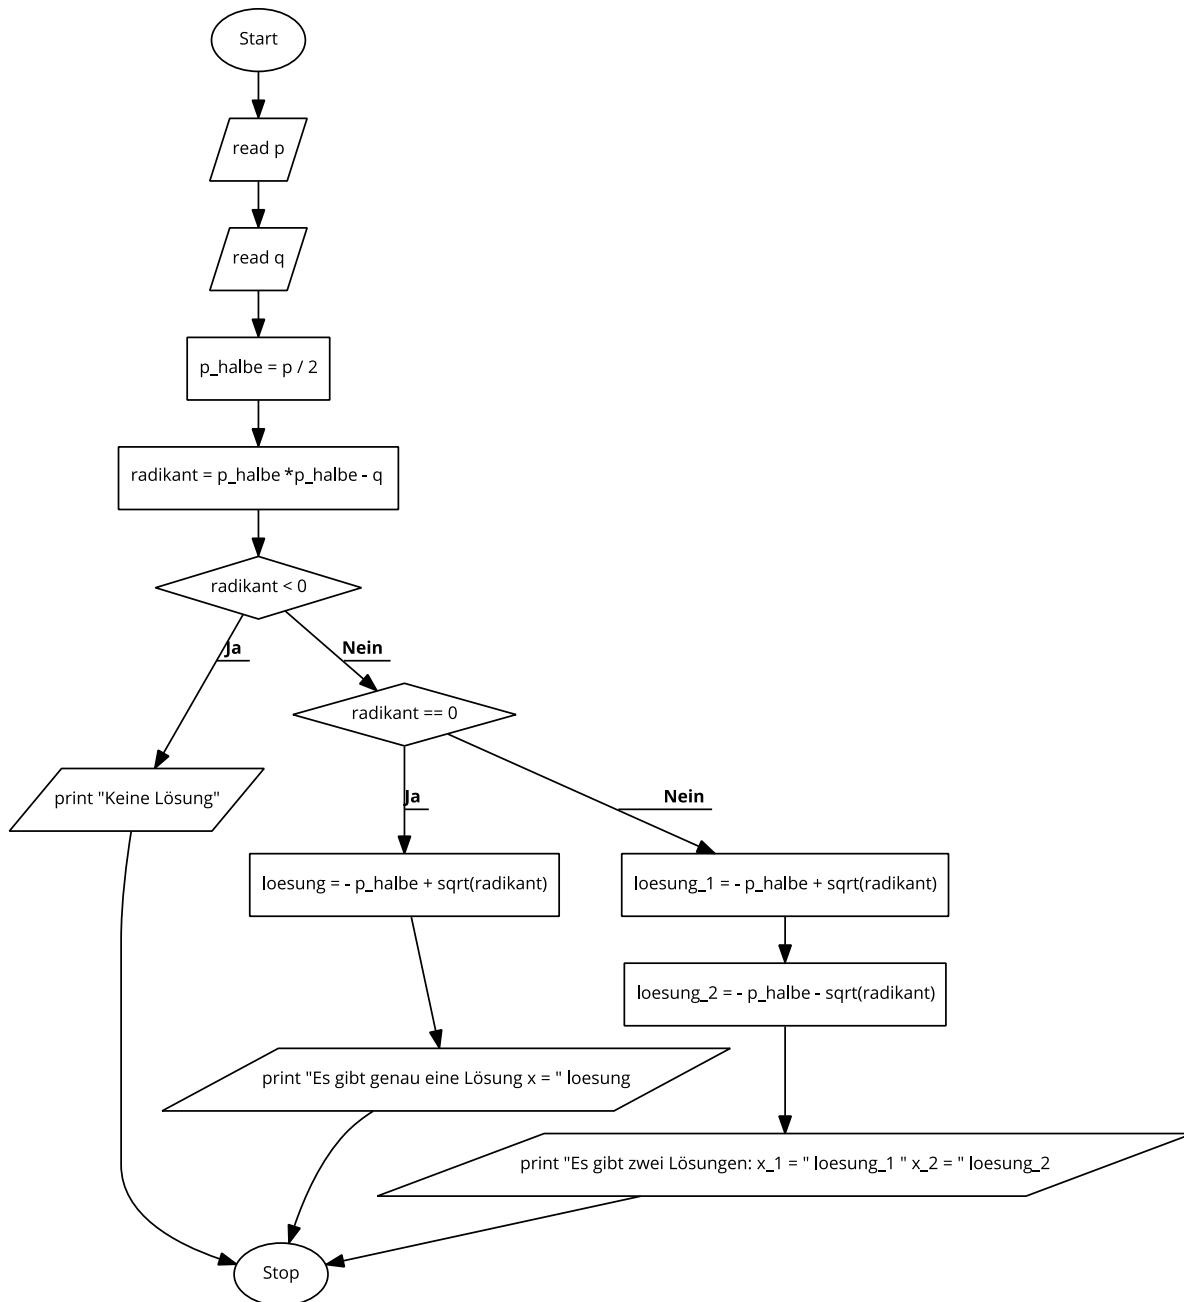 Start
read p
read q
p_halbe = p / 2
radikant = p_halbe *p_halbe - q
radikant < 0
Ja
Nein
radikant == 0
print "Keine Lösung"
Ja
Nein
loesung = - p_halbe + sqrt(radikant)
loesung_1 = - p_halbe + sqrt(radikant)
loesung_2 = - p_halbe - sqrt(radikant)
print "Es gibt genau eine Lösung x = " loesung
print "Es gibt zwei Lösungen: x_1 = " loesung_1 " x_2 = " loesung_2
Stop